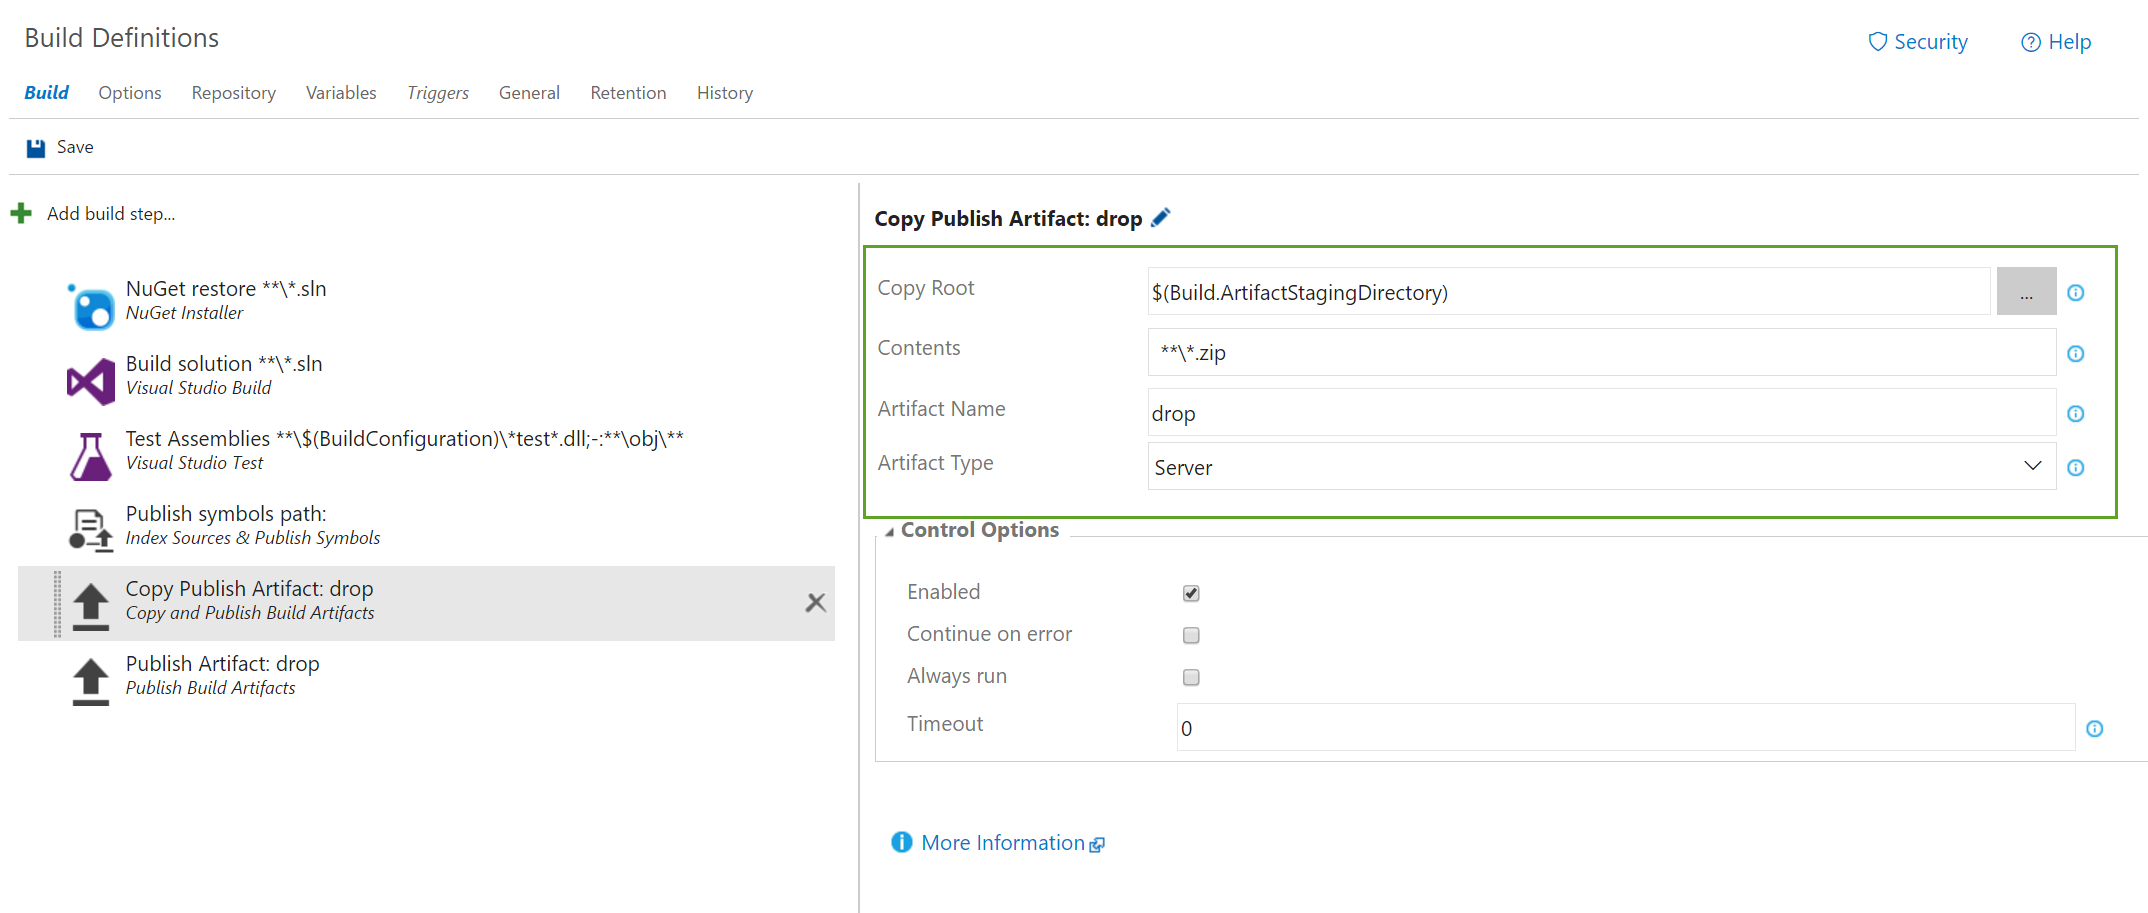 Build Definitions
Security
Help
Build
Options
Repository
Variables
Triggers
General
Retention
History
Save
Add build step...
NuGet restore **\*.sln
NuGet Installer
Build solution **\*.sln
Visual Studio Build
Test Assemblies **\$(BuildConfiguration)\*test*.dll;-:**\obj\**
Visual Studio Test
Publish symbols path:
Index Sources & Publish Symbols
Copy Publish Artifact: drop
Copy and Publish Build Artifacts
Publish Artifact: drop
Publish Build Artifacts
Copy Publish Artifact: drop
Copy Root
$(Build.ArtifactStagingDirectory)
...
Contents
**\*.zip
Artifact Name
drop
Artifact Type
Server
Control Options
Enabled
Continue on error
Always run
Timeout
0
More Information